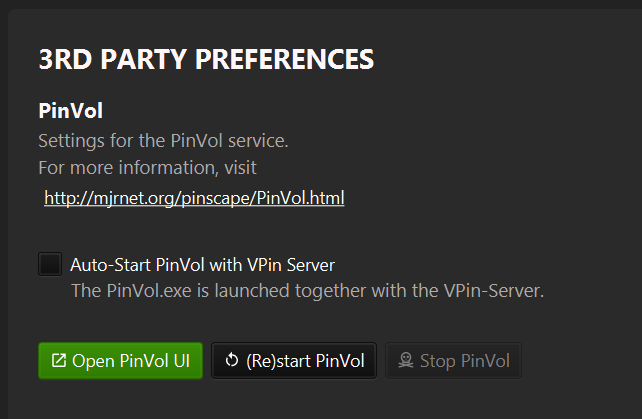 3RD PARTY PREFERENCES
PinVol
Settings for the PinVol service.
For more information, visit
http://mjrnet.org/pinscape/PinVol.html
Auto-Start PinVol with VPin Server
The PinVol.exe is launched together with the VPin-Server.
Open PinVol UI (Re)start PinVol Stop PinVol